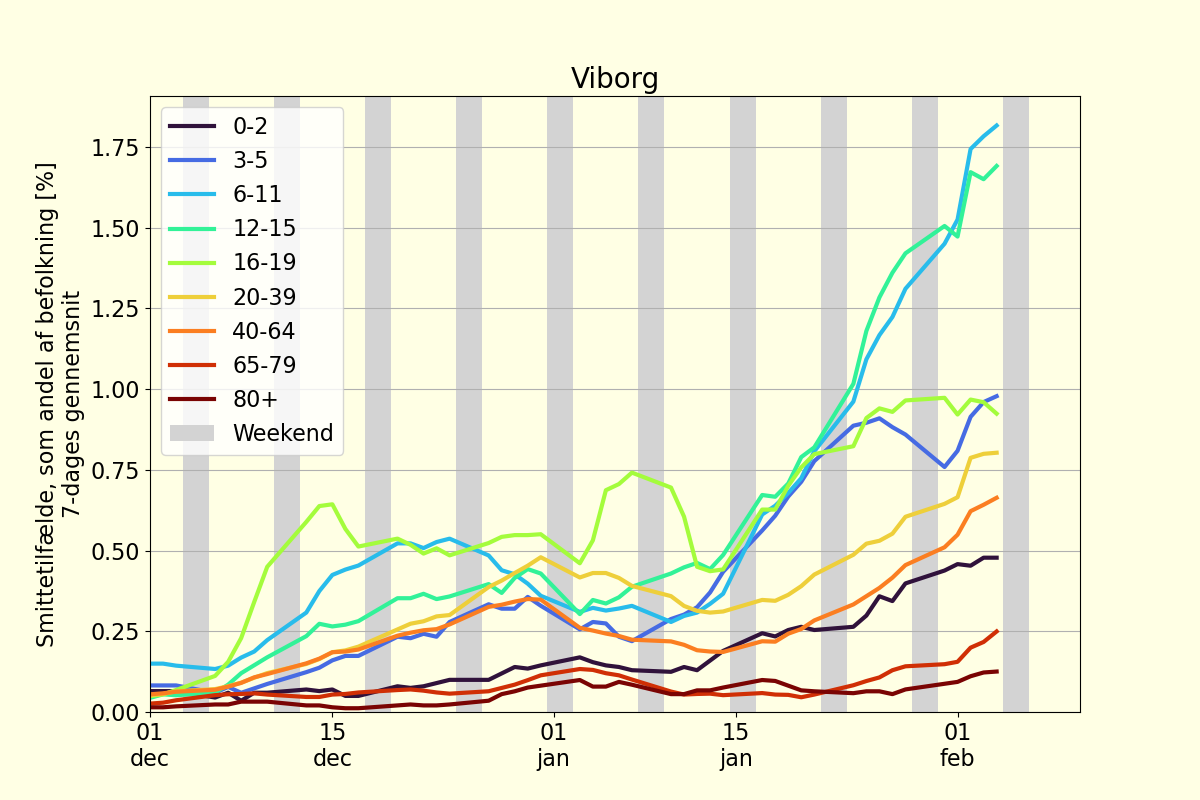 Viborg
Smittetilfælde, som andel af befolkning [%]
7-dages gennemsnit
1.75
1.50
1.25
1.00
0.75
0.50
0.25
0.00
0-2
3-5
6-11
12-15
16-19
20-39
40-64
65-79
80+
Weekend
01 15 01 15 01
dec dec jan jan feb